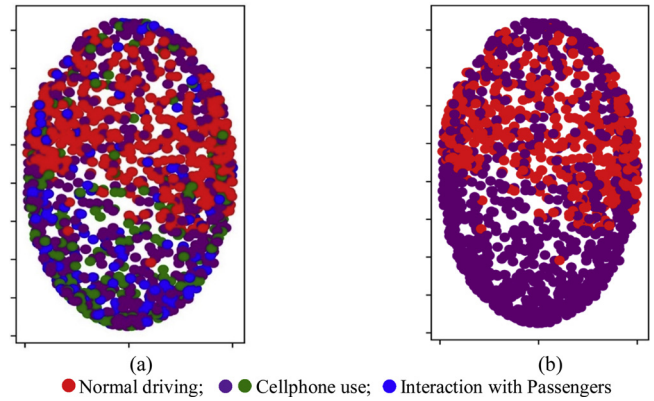 (a) (b)
Normal driving; Cellphone use; Interaction with Passengers